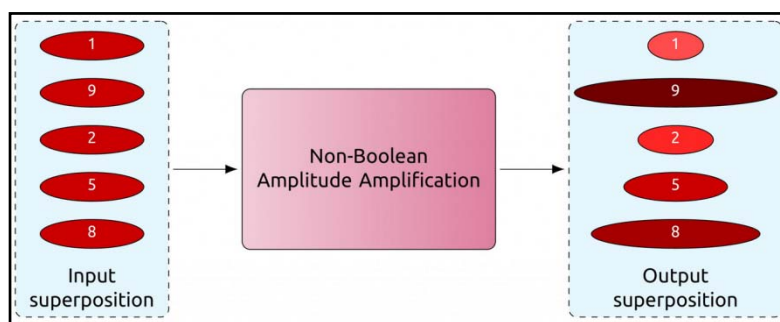 1
9
2
5
8
Input
superposition
Non-Boolean
Amplitude Amplification
1
9
2
5
8
Output
superposition